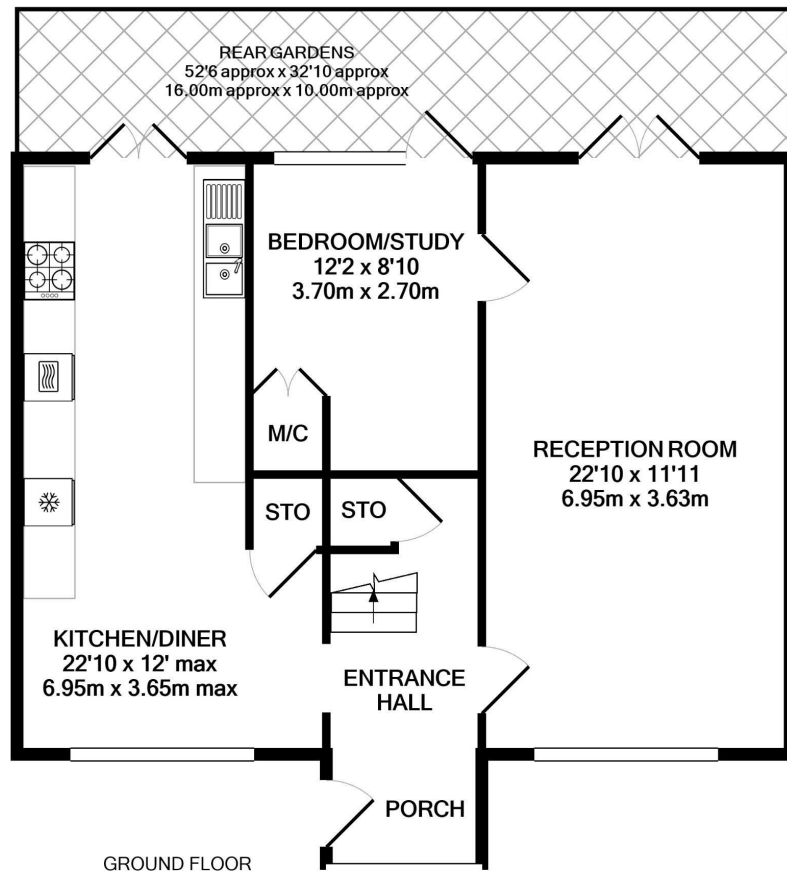 REAR GARDENS
52'6 approx x 32'10 approx
16.00m approx x 10.00m approx
BEDROOM/STUDY
12'2 x 8'10
3.70m x 2.70m
M/C
RECEPTION ROOM
22'10 x 11'11
6.95m x 3.63m
STO
STO
KITCHEN/DINER
22'10 x 12' max
6.95m x 3.65m max
ENTRANCE
HALL
PORCH
GROUND FLOOR